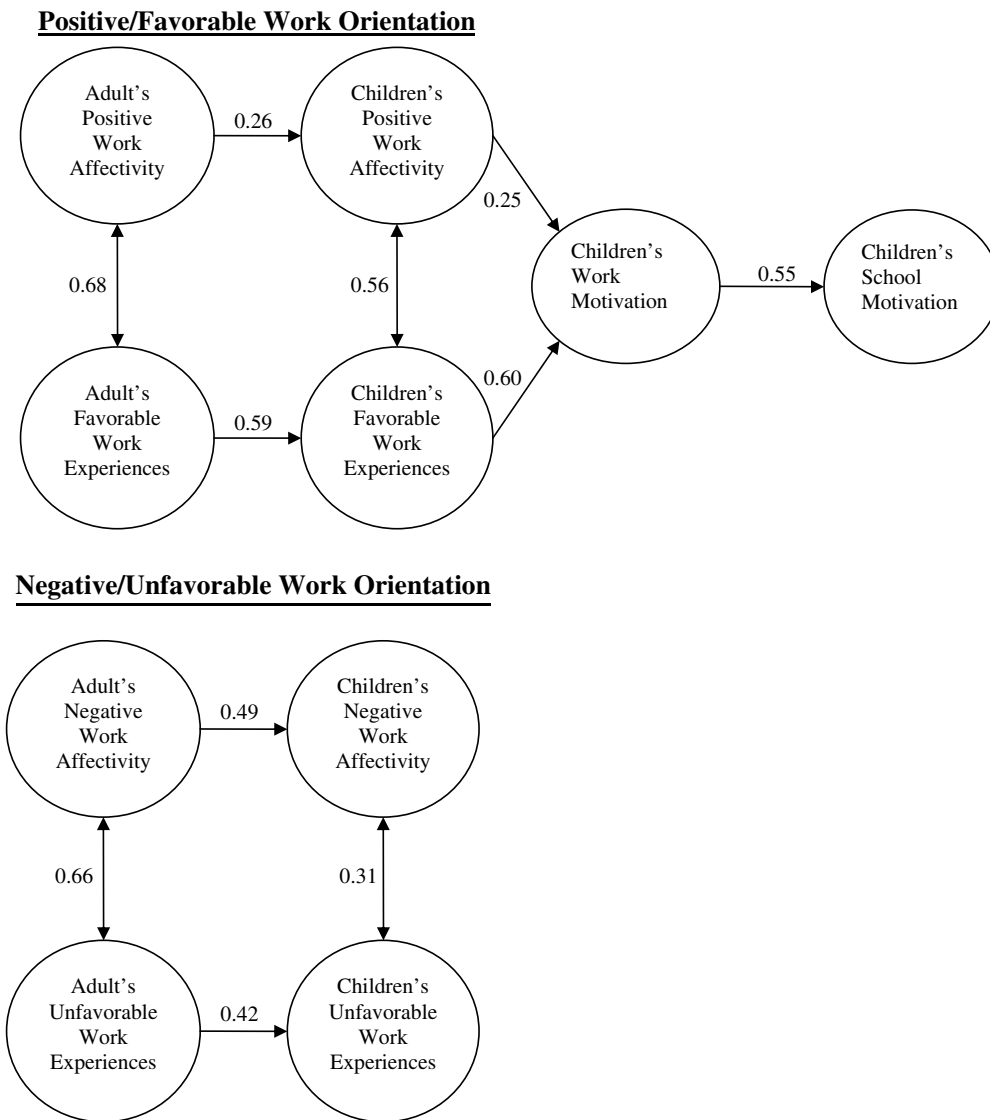 Positive/Favorable Work Orientation
Adult’s
Positive
Work
Affectivity
0.26
Children’s
Positive
Work
Affectivity
0.25
0.68
0.56
Children’s
Work
Motivation
0.55
Children’s
School
Motivation
Adult’s
Favorable
Work
Experiences
0.59
Children’s
Favorable
Work
Experiences
0.60
Negative/Unfavorable Work Orientation
Adult’s
Negative
Work
Affectivity
0.49
Children’s
Negative
Work
Affectivity
0.66
0.31
Adult’s
Unfavorable
Work
Experiences
0.42
Children’s
Unfavorable
Work
Experiences